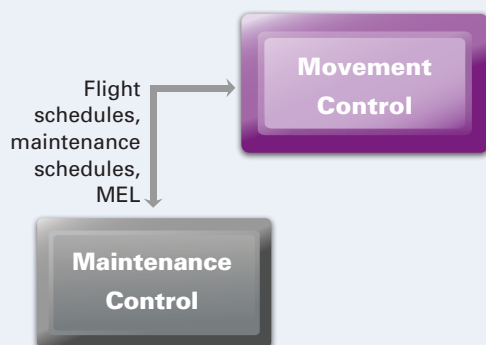 Movement
Control
Flight
schedules,
maintenance
schedules,
MEL
Maintenance
Control